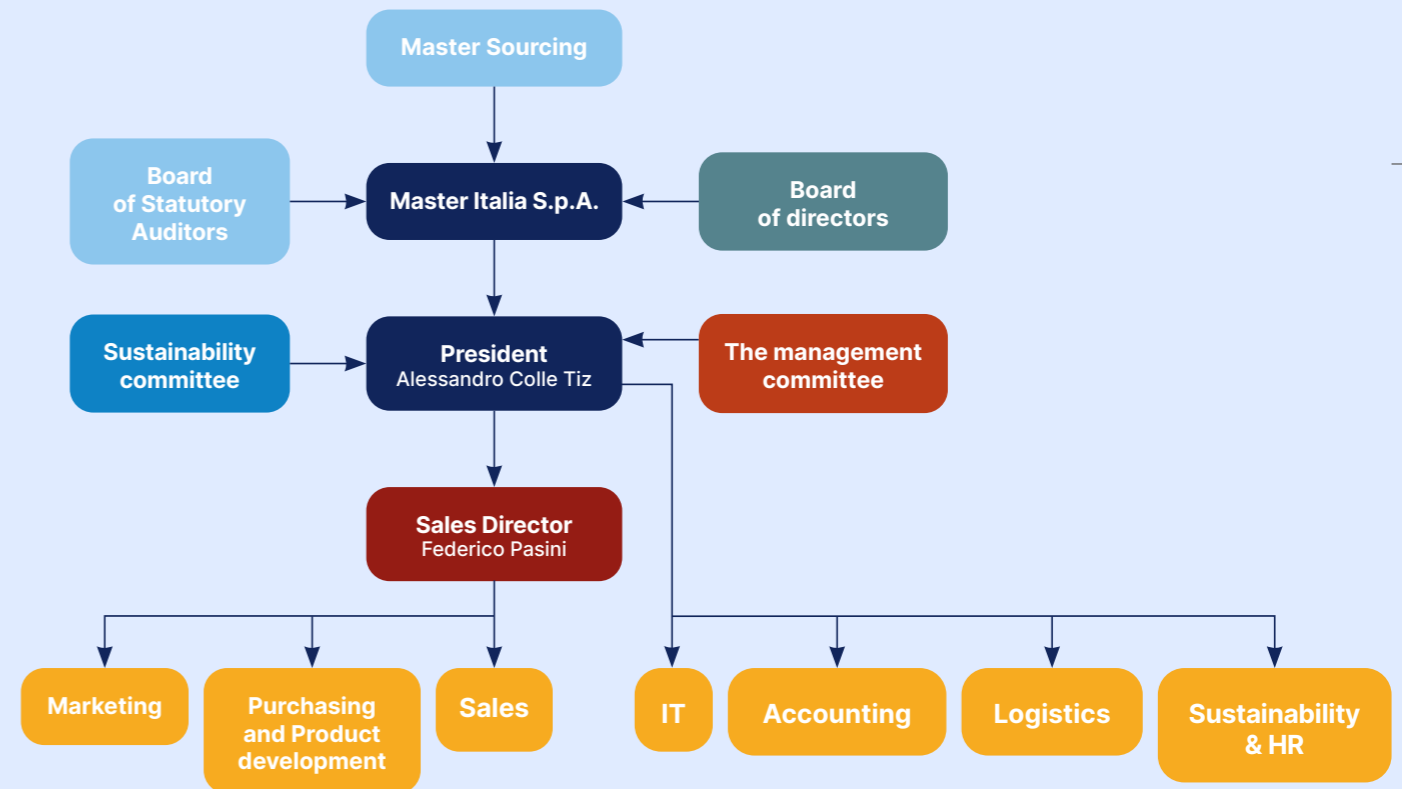 Master Sourcing
Board
of Statutory
Auditors
Master Italia S.p.A.
Board
of directors
Sustainability
committee
President
Alessandro Colle Tiz
The management
committee
Sales Director
Federico Pasini
Marketing
Purchasing
and Product
development
Sales
IT
Accounting
Logistics
Sustainability
& HR